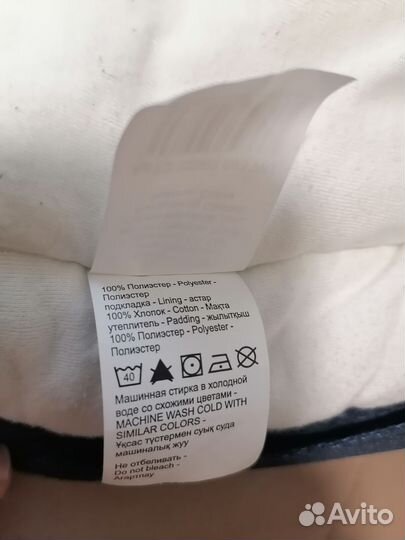 100% Полиэстер - Polyester -
Полиэстер
подкладка - Lining - астар
100% Хлопок - Cotton - Мақта
утеплитель - Padding - жылытқыш
100% Полиэстер - Polyester -
Полиэстер
40
Машинная стирка в холодной
воде со схожими цветами -
MACHINE WASH COLD WITH
SIMILAR COLORS -
Ұқсас түстермен суық суда
машиналық жуу
Не отбеливать -
Do not bleach -
Ағартпау
Avito